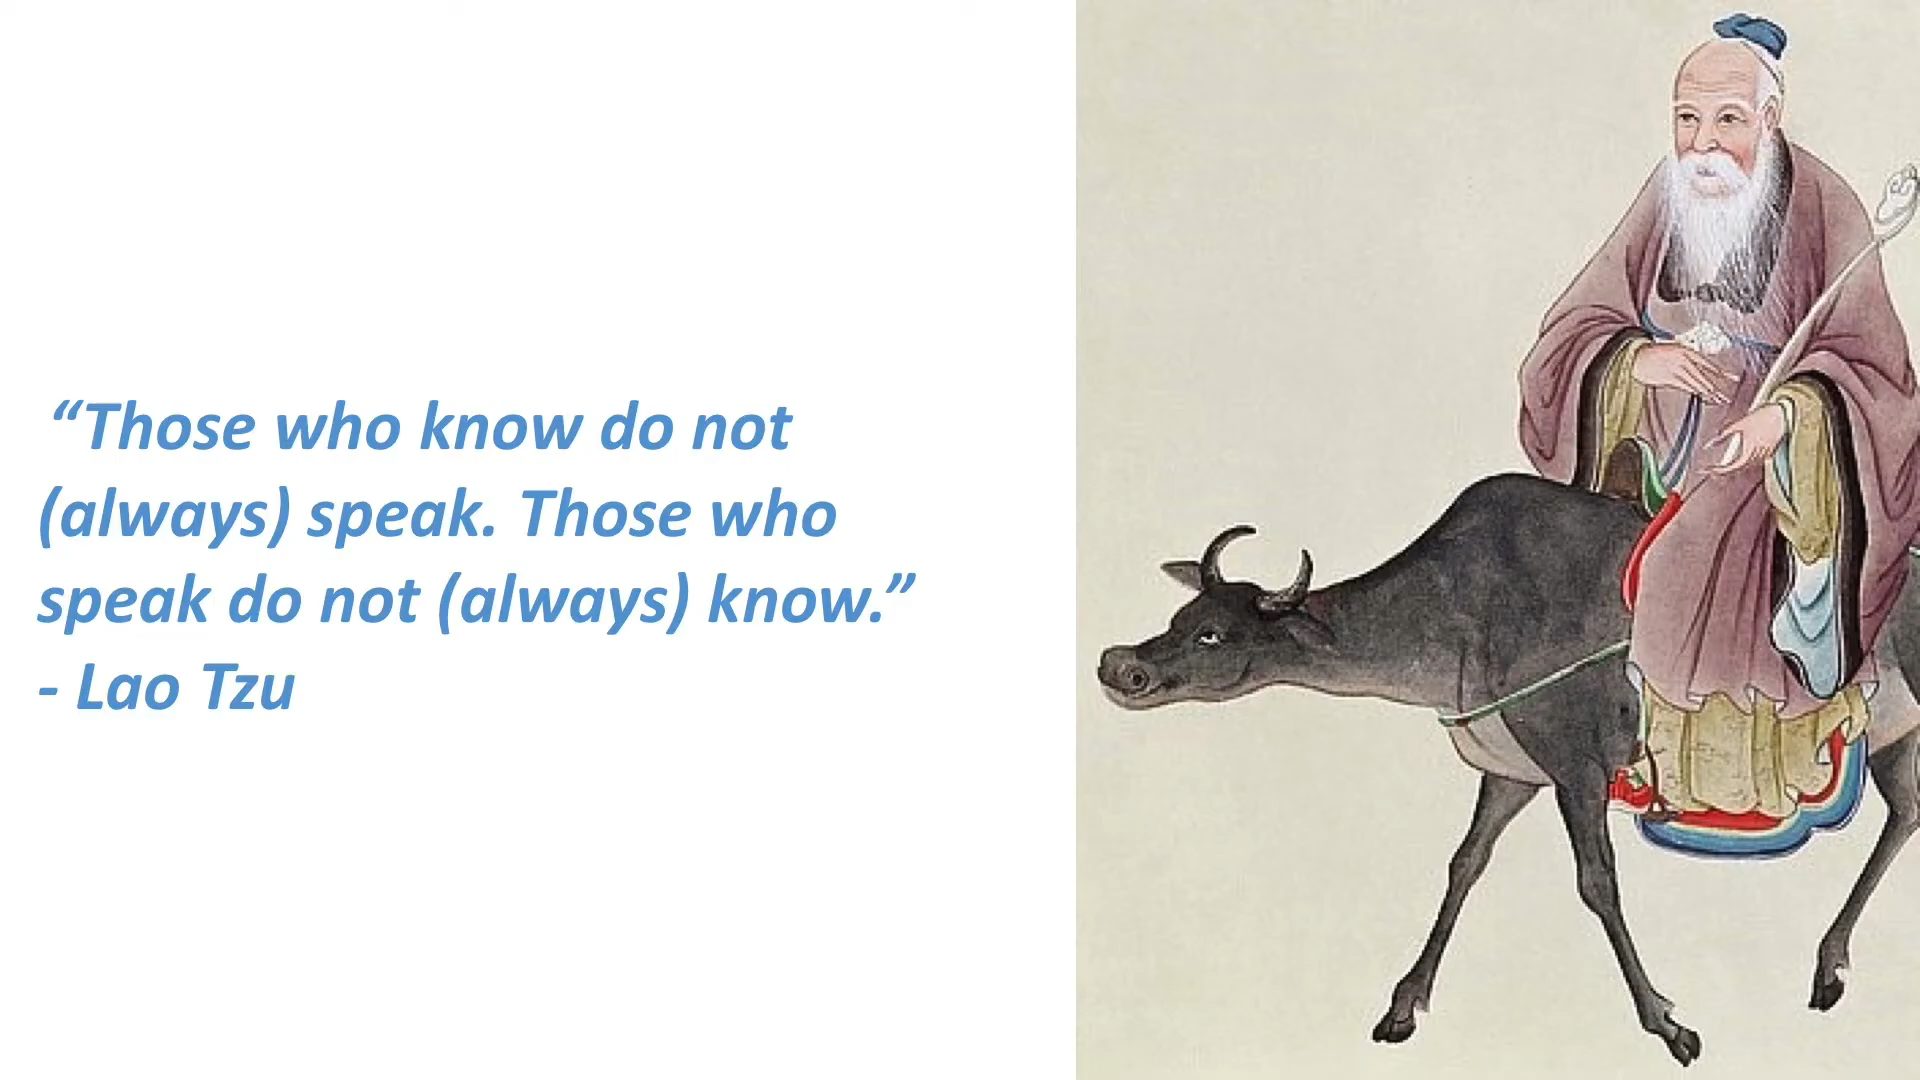 “Those who know do not
(always) speak. Those who
speak do not (always) know.”
- Lao Tzu